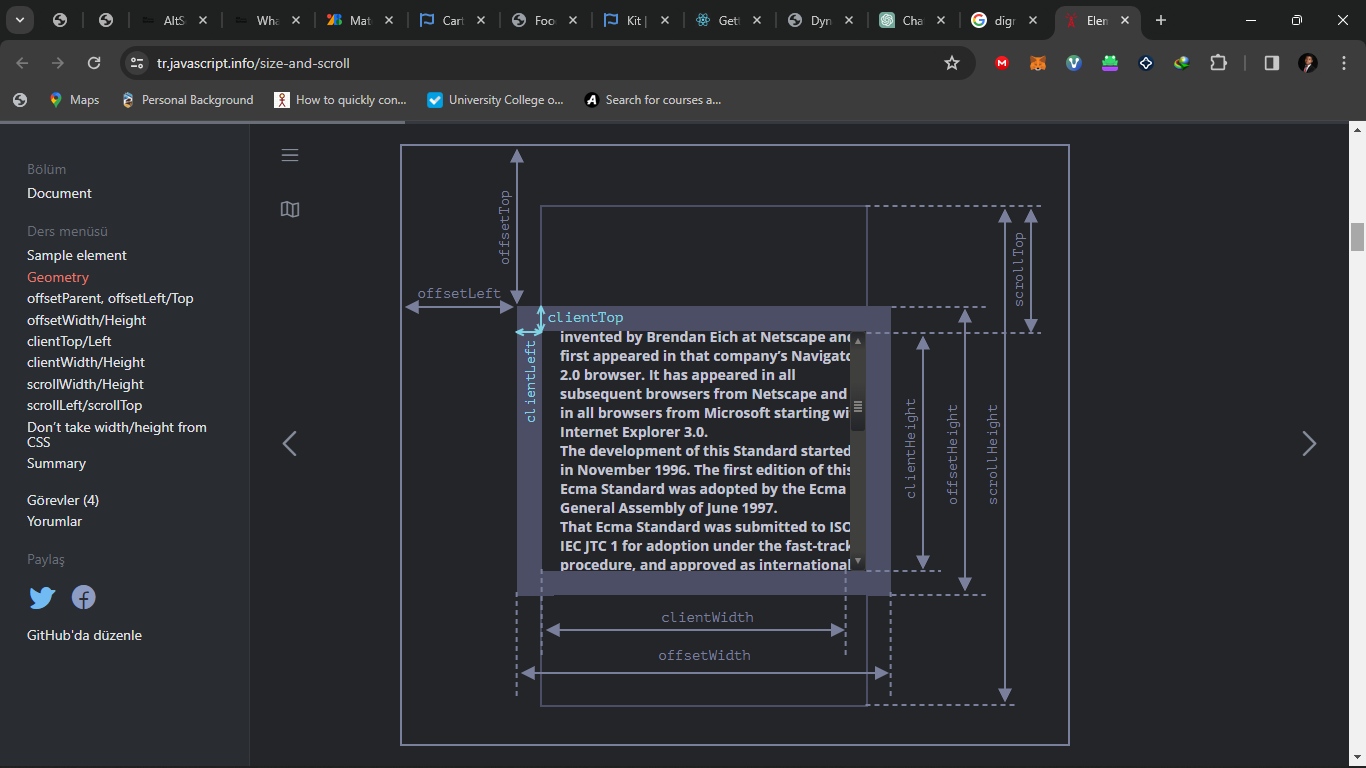 AltS
Wha
Mat
Cart
Foo
Kit |
Get
Dyn
Cha
digr
Elen
tr.javascript.info/size-and-scroll
Maps
Personal Background
How to quickly con...
University College o...
Search for courses a...
Bölüm
Document
Ders menüsü
Sample element
Geometry
offsetParent, offsetLeft/Top
offsetWidth/Height
clientTop/Left
clientWidth/Height
scrollWidth/Height
scrollLeft/scrollTop
Don't take width/height from
CSS
Summary
Görevler (4)
Yorumlar
Paylaş
GitHub'da düzenle
offsetTop
offsetLeft
scrollTop
clientTop
clientLeft
invented by Brendan Eich at Netscape and
first appeared in that company's Navigato
2.0 browser. It has appeared in all
subsequent browsers from Netscape and
in all browsers from Microsoft starting wi
Internet Explorer 3.0.
The development of this Standard started
in November 1996. The first edition of this
Ecma Standard was adopted by the Ecma
General Assembly of June 1997.
That Ecma Standard was submitted to ISO
IEC JTC 1 for adoption under the fast-track
procedure, and approved as international
clientHeight
offsetHeight
scrollHeight
clientWidth
offsetWidth